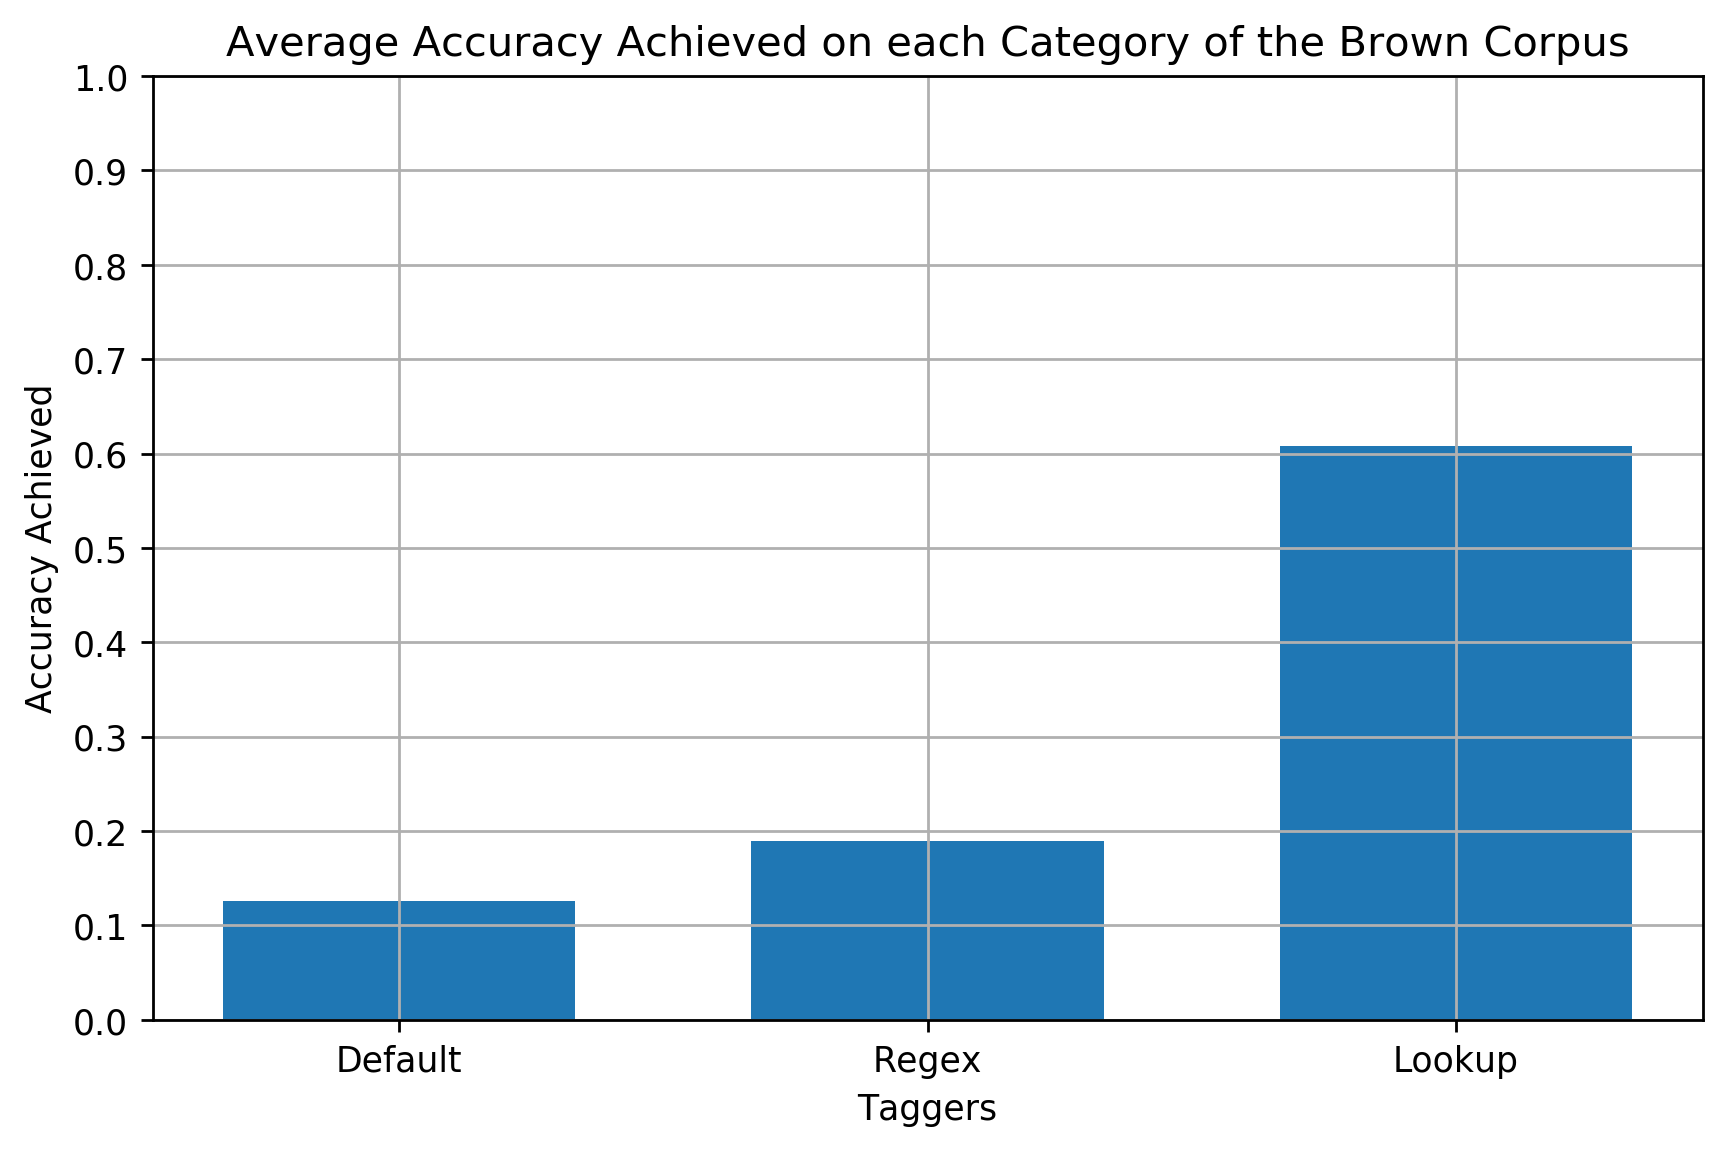 Average Accuracy Achieved on each Category of the Brown Corpus
1.0
0.9
0.8
0.7
0.6
0.5
0.4
0.3
0.2
0.1
0.0
Accuracy Achieved
Default Regex Lookup
Taggers